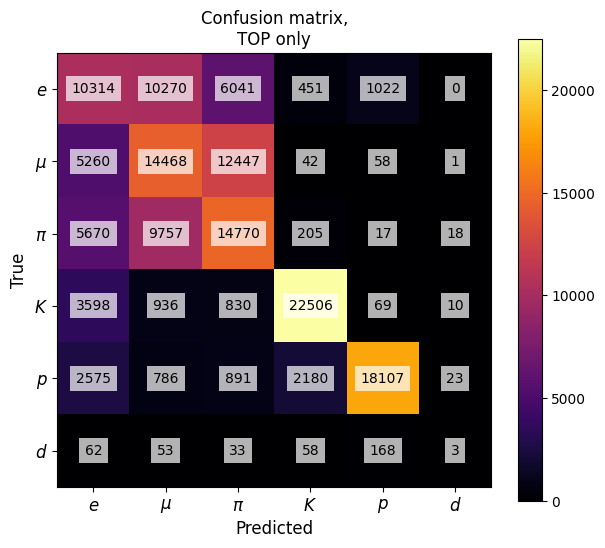 Confusion matrix,
TOP only
True
e 10314 10270 6041 451 1022 0
μ 5260 14468 12447 42 58 1
π 5670 9757 14770 205 17 18
K 3598 936 830 22506 69 10
p 2575 786 891 2180 18107 23
d 62 53 33 58 168 3
e μ π K p d
Predicted
20000
15000
10000
5000
0